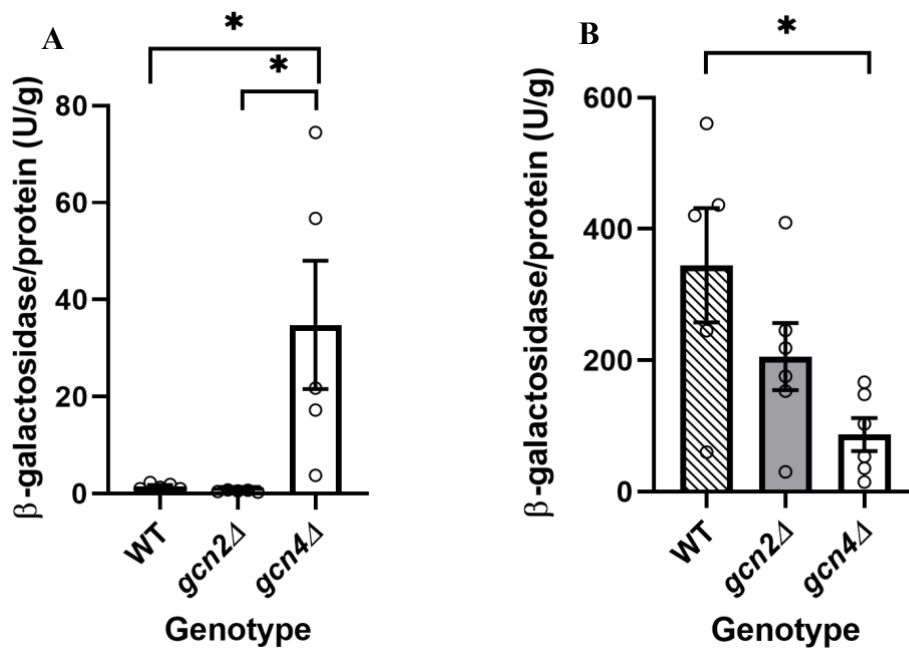 A
*
*
β-galactosidase/protein (U/g)
80
60
40
20
0
WT
gcn2Δ
gcn4Δ
Genotype
B
*
β-galactosidase/protein (U/g)
600
400
200
0
WT
gcn2Δ
gcn4Δ
Genotype